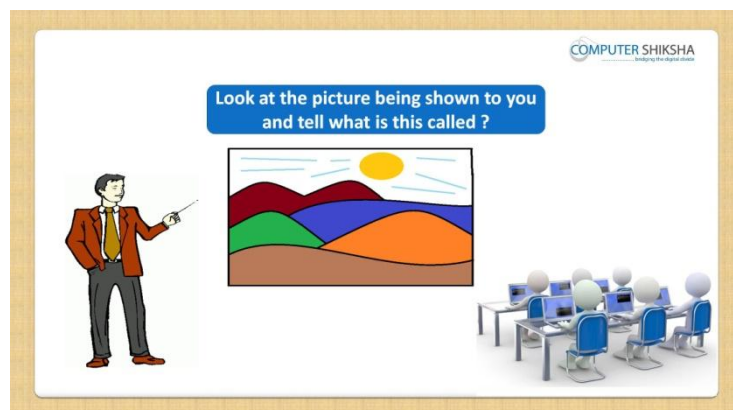 COMPUTER SHIKSHA
bridging the digital divide
Look at the picture being shown to you
and tell what is this called ?